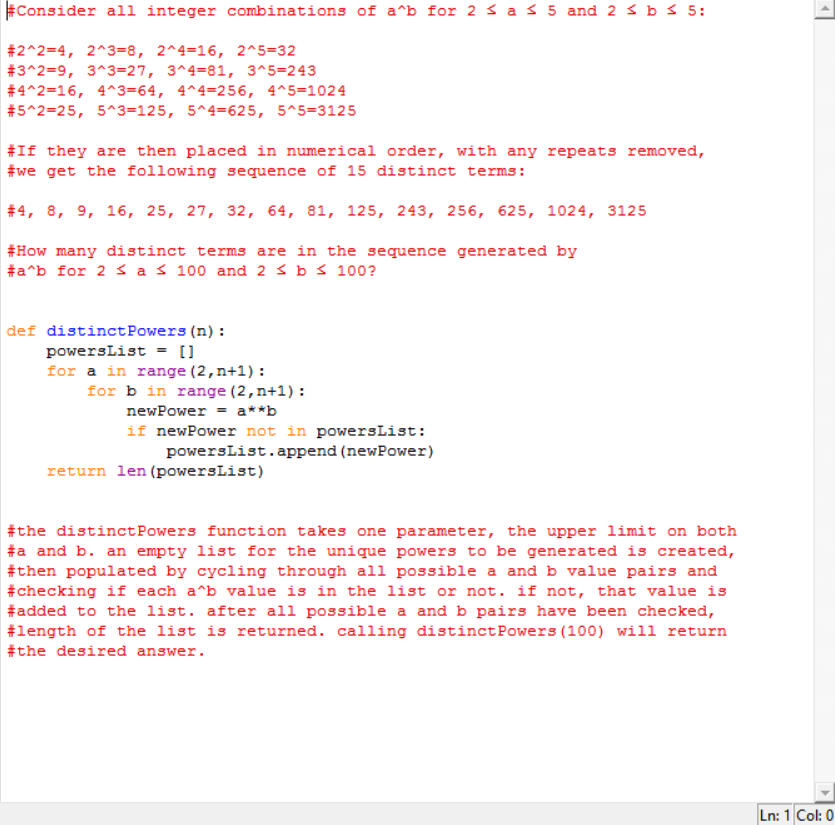 #Consider all integer combinations of a^b for 2 ≤ a ≤ 5 and 2 ≤ b ≤ 5:
#2^2=4, 2^3=8, 2^4=16, 2^5=32
#3^2=9, 3^3=27, 3^4=81, 3^5=243
#4^2=16, 4^3=64, 4^4=256, 4^5=1024
#5^2=25, 5^3=125, 5^4=625, 5^5=3125
#If they are then placed in numerical order, with any repeats removed,
#we get the following sequence of 15 distinct terms:
#4, 8, 9, 16, 25, 27, 32, 64, 81, 125, 243, 256, 625, 1024, 3125
#How many distinct terms are in the sequence generated by
#a^b for 2 ≤ a ≤ 100 and 2 ≤ b ≤ 100?
def distinctPowers(n):
    powersList = []
    for a in range(2,n+1):
        for b in range(2,n+1):
            newPower = a**b
            if newPower not in powersList:
                powersList.append(newPower)
    return len(powersList)
#the distinctPowers function takes one parameter, the upper limit on both
#a and b. an empty list for the unique powers to be generated is created,
#then populated by cycling through all possible a and b value pairs and
#checking if each a^b value is in the list or not. if not, that value is
#added to the list. after all possible a and b pairs have been checked,
#length of the list is returned. calling distinctPowers(100) will return
#the desired answer.
Ln: 1 Col: 0